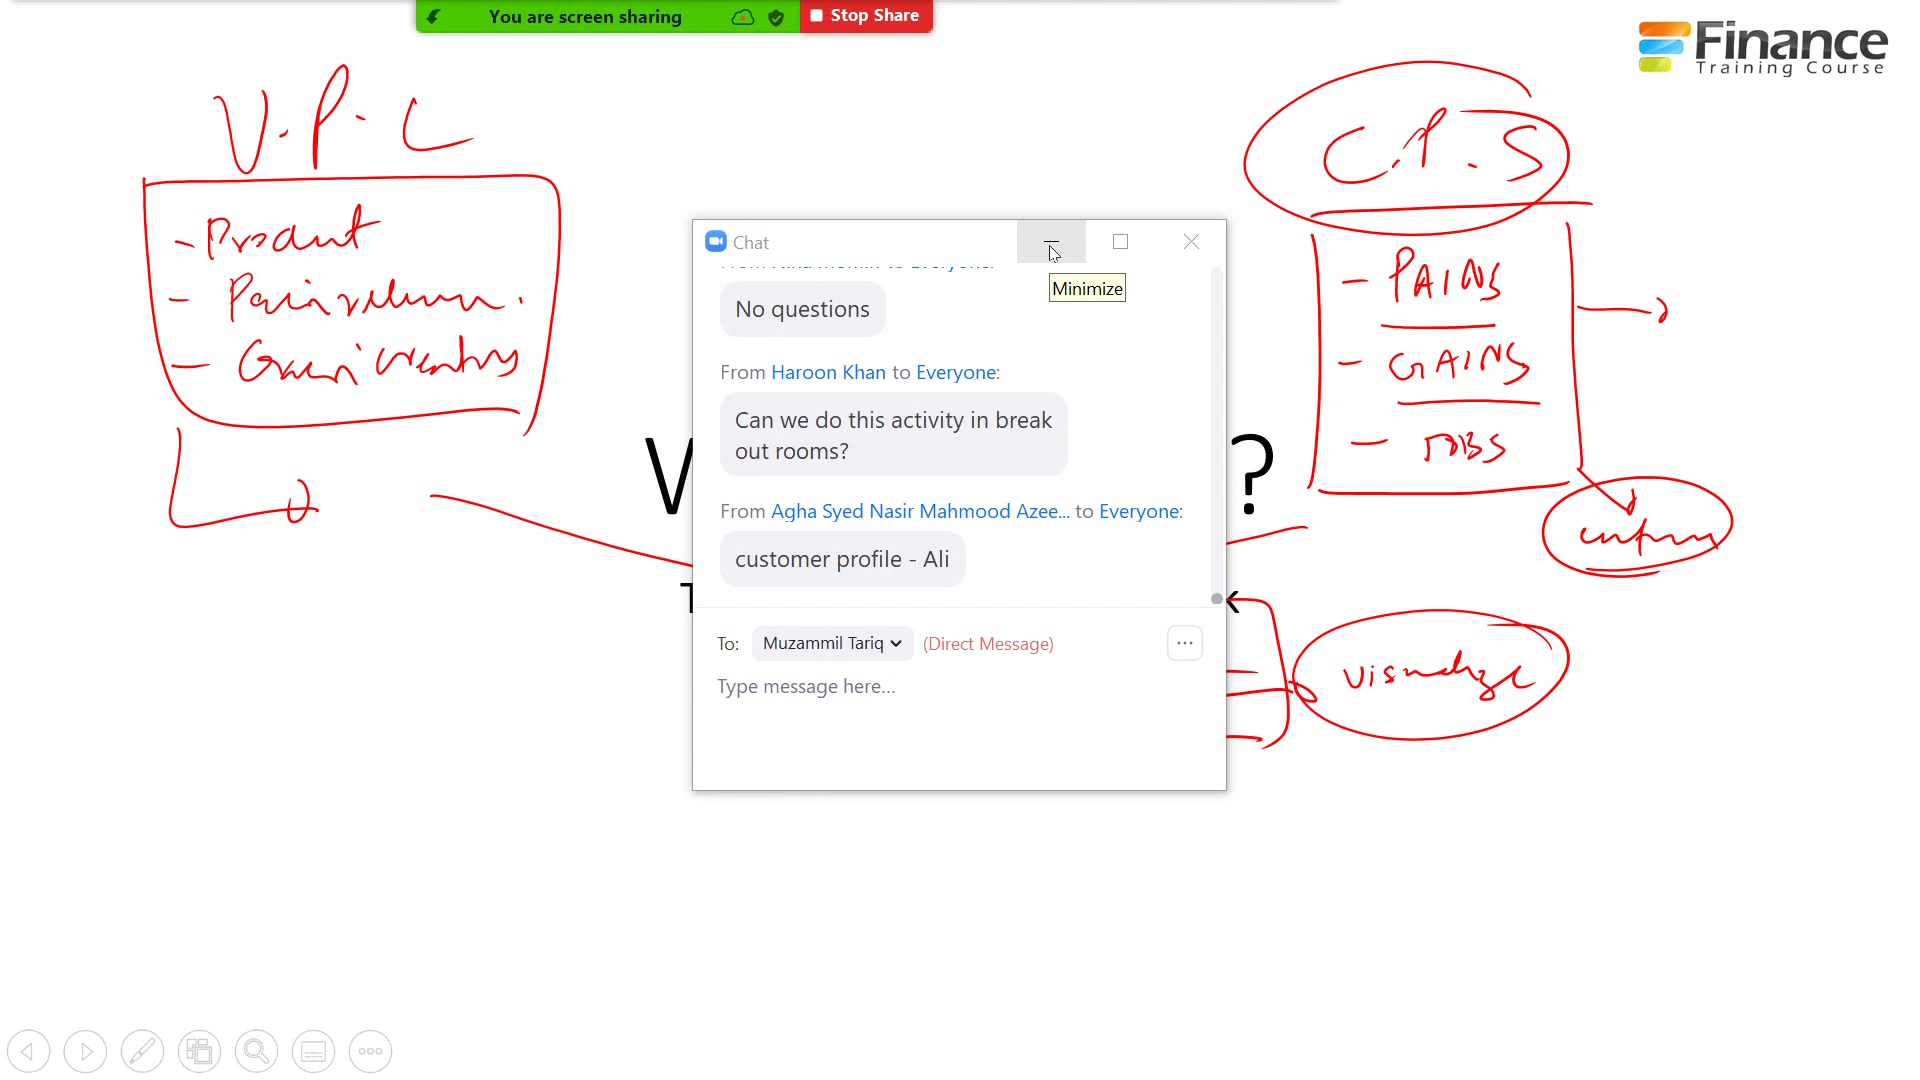 You are screen sharing
Stop Share
Finance
Training Course
V.P.C
- Product
- Pain
- Gain
C.P.S
- PAINS
- GAINS
- JOBS
?
Chat
Minimize
No questions
From Haroon Khan to Everyone:
Can we do this activity in break
out rooms?
From Agha Syed Nasir Mahmood Azee... to Everyone:
customer profile - Ali
To: Muzammil Tariq (Direct Message)
Type message here...
visualize